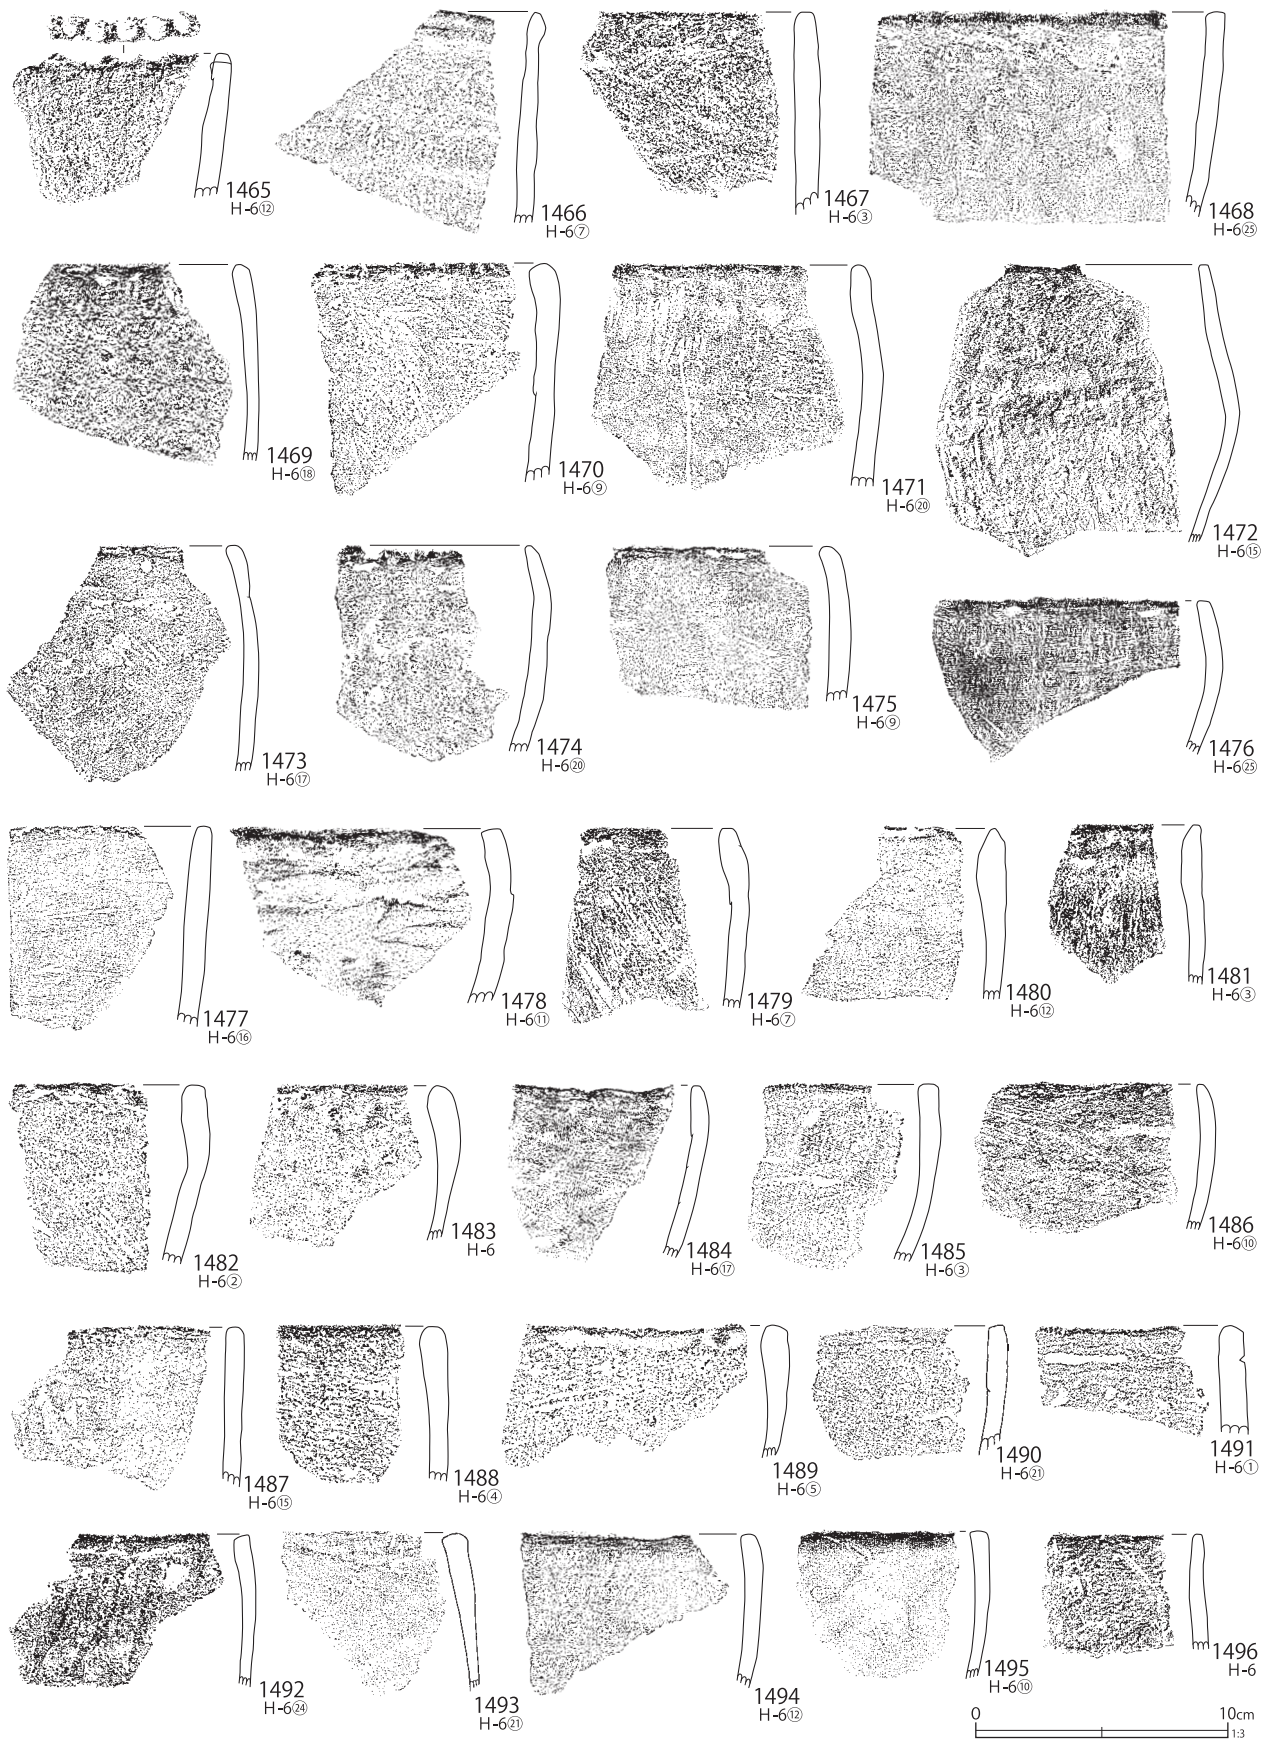 1465
H-6⑫
1466
H-6⑦
1467
H-6③
1468
H-6㉕
1469
H-6⑱
1470
H-6⑨
1471
H-6⑳
1472
H-6⑮
1473
H-6⑰
1474
H-6⑳
1475
H-6⑨
1476
H-6㉕
1477
H-6⑯
1478
H-6⑪
1479
H-6⑦
1480
H-6⑫
1481
H-6③
1482
H-6②
1483
H-6
1484
H-6⑰
1485
H-6③
1486
H-6⑩
1487
H-6⑮
1488
H-6④
1489
H-6⑤
1490
H-6㉑
1491
H-6①
1492
H-6㉔
1493
H-6㉑
1494
H-6⑫
1495
H-6⑩
1496
H-6
0 10cm
1:3